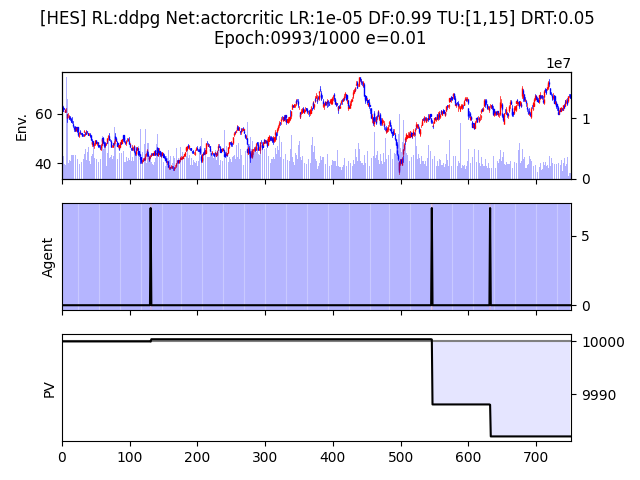 [HES] RL:ddpg Net:actorcritic LR:1e-05 DF:0.99 TU:[1,15] DRT:0.05
Epoch:0993/1000 e=0.01
1e7
Env.
60
40
1
0
Agent
5
0
PV
10000
9990
0 100 200 300 400 500 600 700